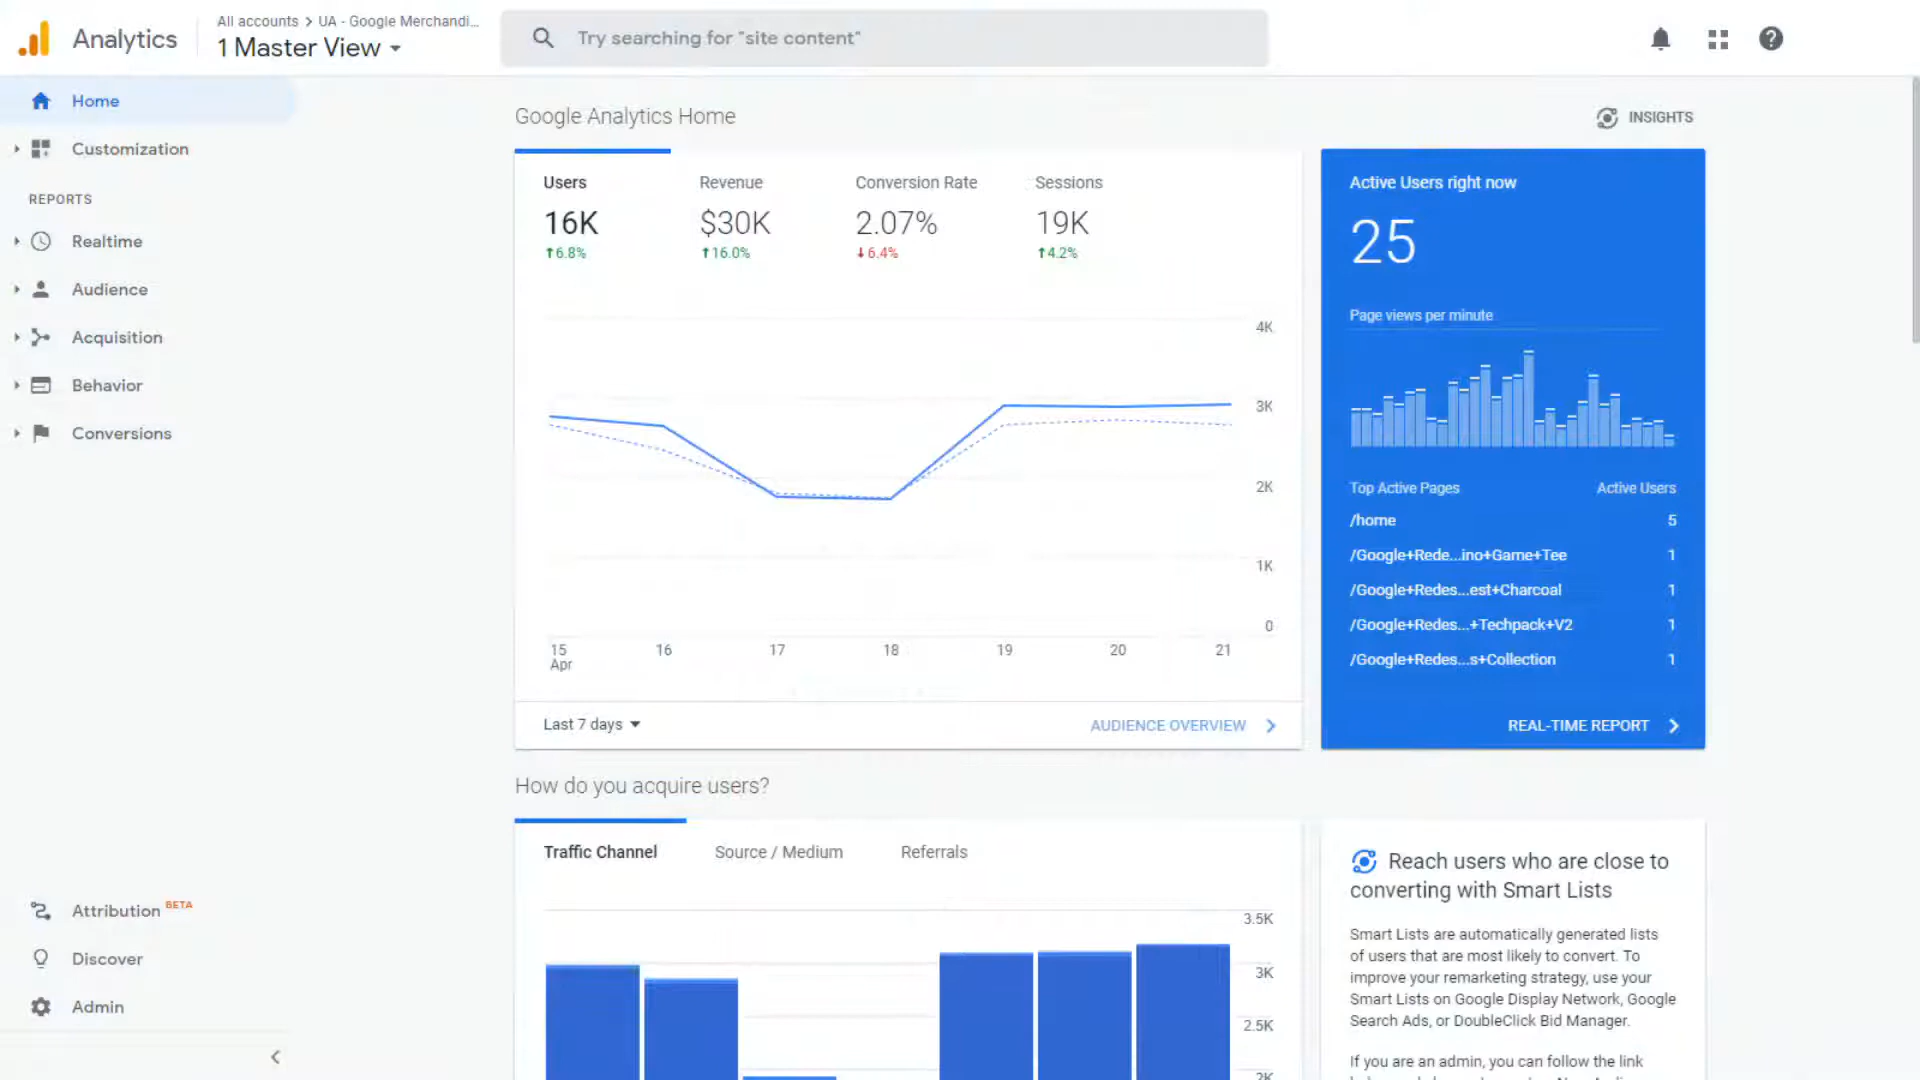 Analytics
All accounts > UA - Google Merchandi...
1 Master View
Try searching for "site content"
Home
Customization
REPORTS
Realtime
Audience
Acquisition
Behavior
Conversions
Attribution BETA
Discover
Admin
Google Analytics Home
INSIGHTS
Users
16K
6.8%
Revenue
$30K
16.0%
Conversion Rate
2.07%
6.4%
Sessions
19K
4.2%
4K
3K
2K
1K
0
15 16 17 18 19 20 21
Apr
Last 7 days
AUDIENCE OVERVIEW
Active Users right now
25
Page views per minute
Top Active Pages Active Users
/home 5
/Google+Rede...ino+Game+Tee 1
/Google+Redes...est+Charcoal 1
/Google+Redes...+Techpack+V2 1
/Google+Redes...s+Collection 1
REAL-TIME REPORT
How do you acquire users?
Traffic Channel Source / Medium Referrals
3.5K
3K
2.5K
2K
Reach users who are close to
converting with Smart Lists
Smart Lists are automatically generated lists
of users that are most likely to convert. To
improve your remarketing strategy, use your
Smart Lists on Google Display Network, Google
Search Ads, or DoubleClick Bid Manager.
If you are an admin, you can follow the link